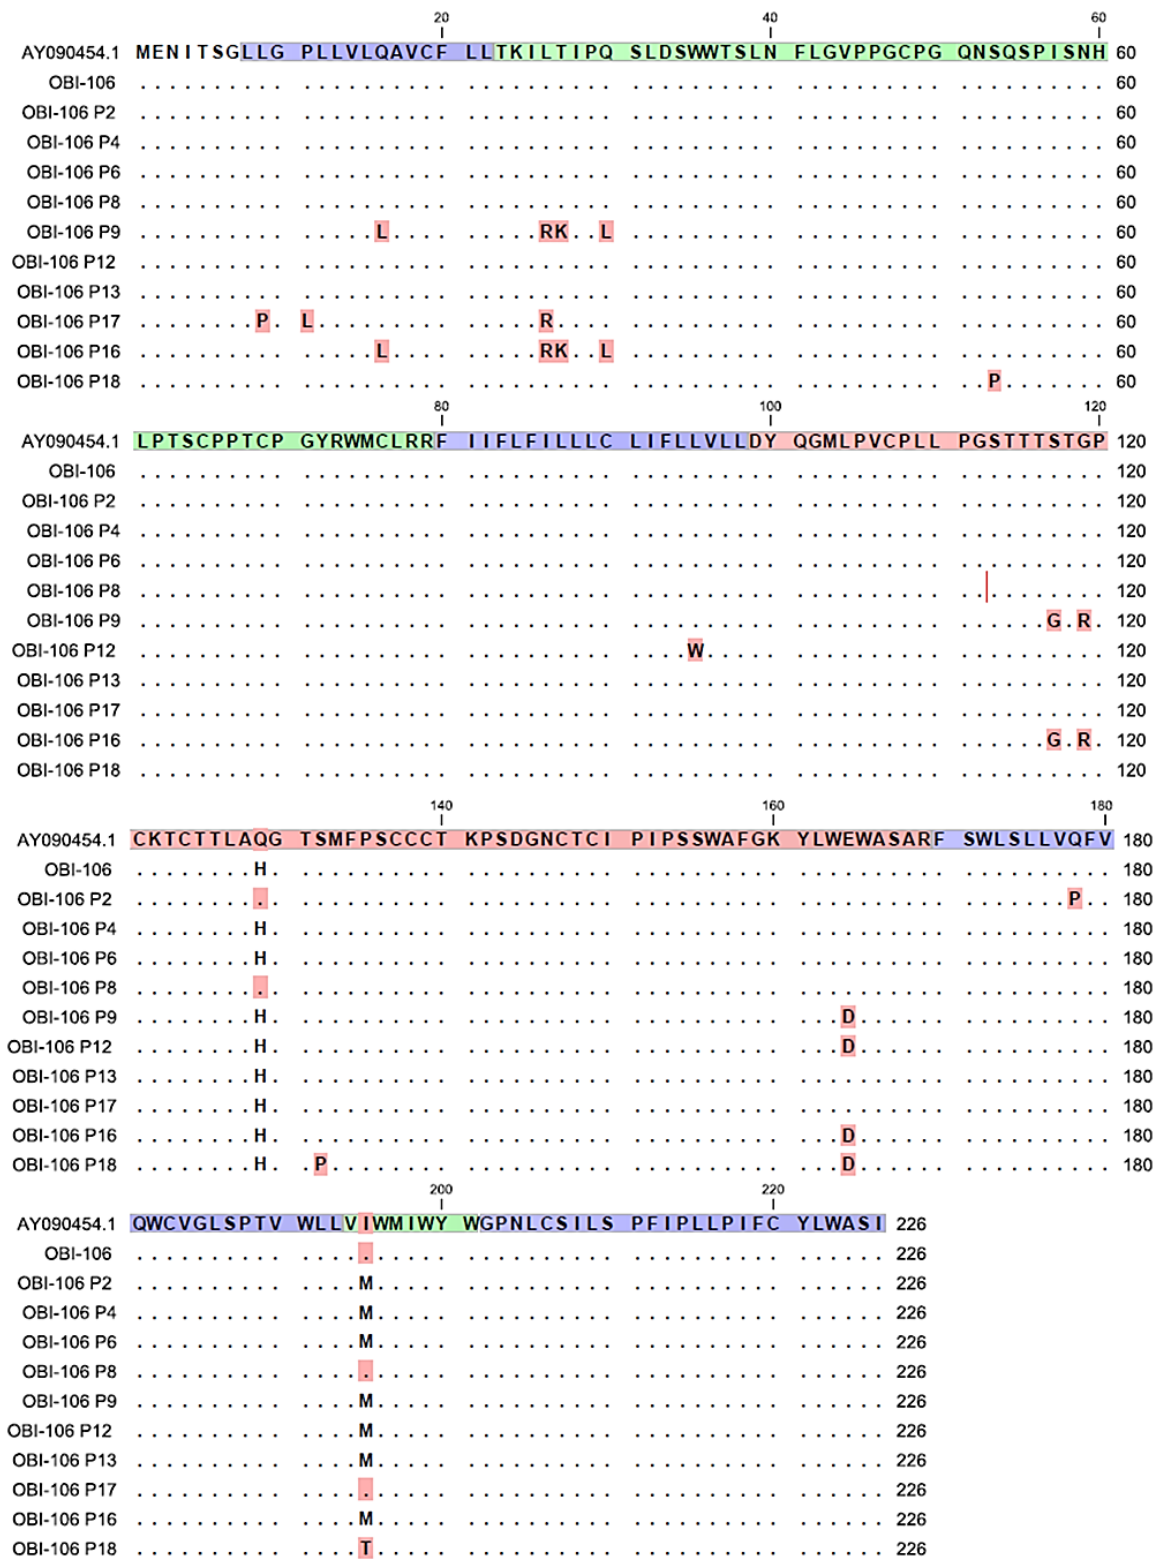 20 40 60
AY090454.1 MENITSGLLG PLLVLQAVCF LLTKILTIPQ SLDSWWTSLN FLGVPPGCPG QNSQSPISNH 60
OBI-106 .......... .......... .......... .......... .......... .......... 60
OBI-106 P2 .......... .......... .......... .......... .......... .......... 60
OBI-106 P4 .......... .......... .......... .......... .......... .......... 60
OBI-106 P6 .......... .......... .......... .......... .......... .......... 60
OBI-106 P8 .......... .......... .......... .......... .......... .......... 60
OBI-106 P9 .......... .....L.... .....RK..L .......... .......... .......... 60
OBI-106 P12 .......... .......... .......... .......... .......... .......... 60
OBI-106 P13 .......... .......... .......... .......... .......... .......... 60
OBI-106 P17 ........P. L......... .....R.... .......... .......... .......... 60
OBI-106 P16 .......... .....L.... .....RK..L .......... .......... .......... 60
OBI-106 P18 .......... .......... .......... .......... .......... ..P....... 60
80 100 120
AY090454.1 LPTSCPPTCP GYRWMCLRRF IIFLFILLLC LIFLLVLLDY QGMLPVCPLL PGSTTTSTGP 120
OBI-106 .......... .......... .......... .......... .......... .......... 120
OBI-106 P2 .......... .......... .......... .......... .......... .......... 120
OBI-106 P4 .......... .......... .......... .......... .......... .......... 120
OBI-106 P6 .......... .......... .......... .......... .......... .......... 120
OBI-106 P8 .......... .......... .......... .......... .......... .......... 120
OBI-106 P9 .......... .......... .......... .......... .......... ......G.R. 120
OBI-106 P12 .......... .......... .......... ....W..... .......... .......... 120
OBI-106 P13 .......... .......... .......... .......... .......... .......... 120
OBI-106 P17 .......... .......... .......... .......... .......... .......... 120
OBI-106 P16 .......... .......... .......... .......... .......... ......G.R. 120
OBI-106 P18 .......... .......... .......... .......... .......... .......... 120
140 160 180
AY090454.1 CKTCTTLAQG TSMFPSCCCT KPSDGNCTCI PIPSSWAFGK YLWEWASARF SWLSLLVQFV 180
OBI-106 ........H. .......... .......... .......... .......... .......... 180
OBI-106 P2 .......... .......... .......... .......... .......... .......P.. 180
OBI-106 P4 ........H. .......... .......... .......... .......... .......... 180
OBI-106 P6 ........H. .......... .......... .......... .......... .......... 180
OBI-106 P8 .......... .......... .......... .......... .......... .......... 180
OBI-106 P9 ........H. .......... .......... .......... ...D...... .......... 180
OBI-106 P12 ........H. .......... .......... .......... ...D...... .......... 180
OBI-106 P13 ........H. .......... .......... .......... .......... .......... 180
OBI-106 P17 ........H. .......... .......... .......... .......... .......... 180
OBI-106 P16 ........H. .......... .......... .......... ...D...... .......... 180
OBI-106 P18 ........H. .P........ .......... .......... ...D...... .......... 180
200 220
AY090454.1 QWCVGLSPTV WLLVIWMIWY WGPNLCSILS PFIPLLPIFC YLWASI 226
OBI-106 .......... .......... .......... .......... ...... 226
OBI-106 P2 .......... ....M..... .......... .......... ...... 226
OBI-106 P4 .......... ....M..... .......... .......... ...... 226
OBI-106 P6 .......... ....M..... .......... .......... ...... 226
OBI-106 P8 .......... .......... .......... .......... ...... 226
OBI-106 P9 .......... ....M..... .......... .......... ...... 226
OBI-106 P12 .......... ....M..... .......... .......... ...... 226
OBI-106 P13 .......... ....M..... .......... .......... ...... 226
OBI-106 P17 .......... .......... .......... .......... ...... 226
OBI-106 P16 .......... ....M..... .......... .......... ...... 226
OBI-106 P18 .......... ....T..... .......... .......... ...... 226